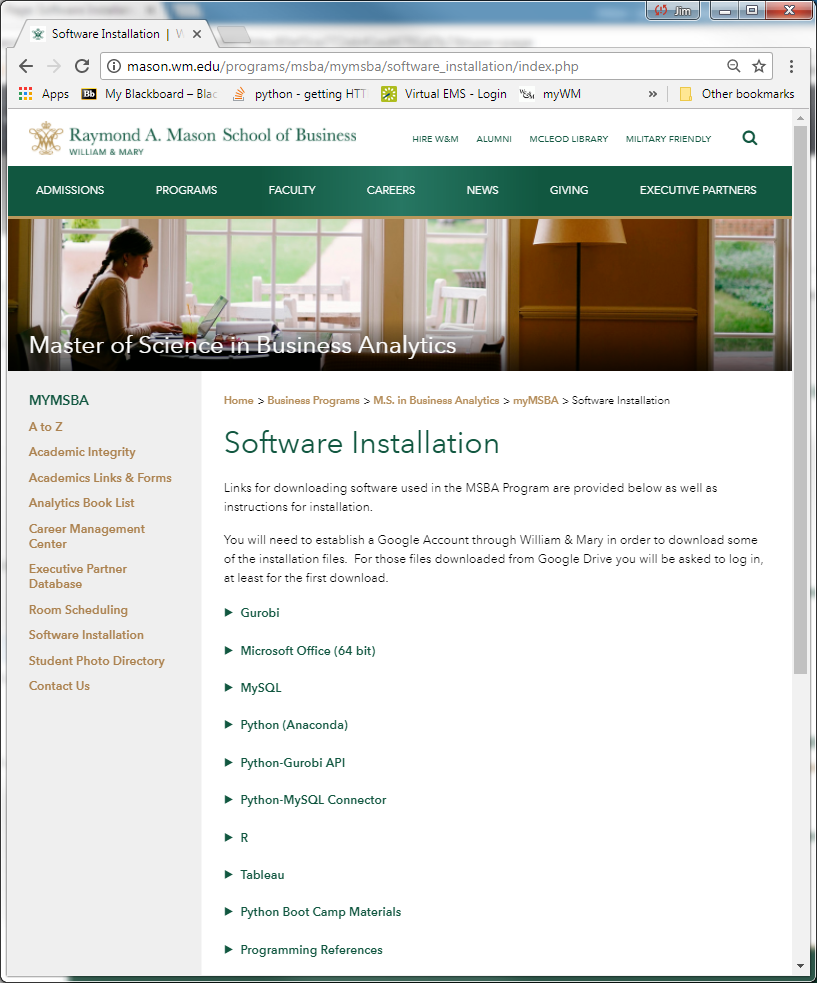 Jim
Software Installation | W
mason.wm.edu/programs/msba/mymsba/software_installation/index.php
Apps
Bb My Blackboard – Blac
python - getting HTT
Virtual EMS - Login
myWM
» Other bookmarks
Raymond A. Mason School of Business
WILLIAM & MARY
HIRE W&M ALUMNI MCLEOD LIBRARY MILITARY FRIENDLY
ADMISSIONS PROGRAMS FACULTY CAREERS NEWS GIVING EXECUTIVE PARTNERS
Master of Science in Business Analytics
MYMSBA
A to Z
Academic Integrity
Academics Links & Forms
Analytics Book List
Career Management
Center
Executive Partner
Database
Room Scheduling
Software Installation
Student Photo Directory
Contact Us
Home > Business Programs > M.S. in Business Analytics > myMSBA > Software Installation
Software Installation
Links for downloading software used in the MSBA Program are provided below as well as
instructions for installation.
You will need to establish a Google Account through William & Mary in order to download some
of the installation files. For those files downloaded from Google Drive you will be asked to log in,
at least for the first download.
Gurobi
Microsoft Office (64 bit)
MySQL
Python (Anaconda)
Python-Gurobi API
Python-MySQL Connector
R
Tableau
Python Boot Camp Materials
Programming References